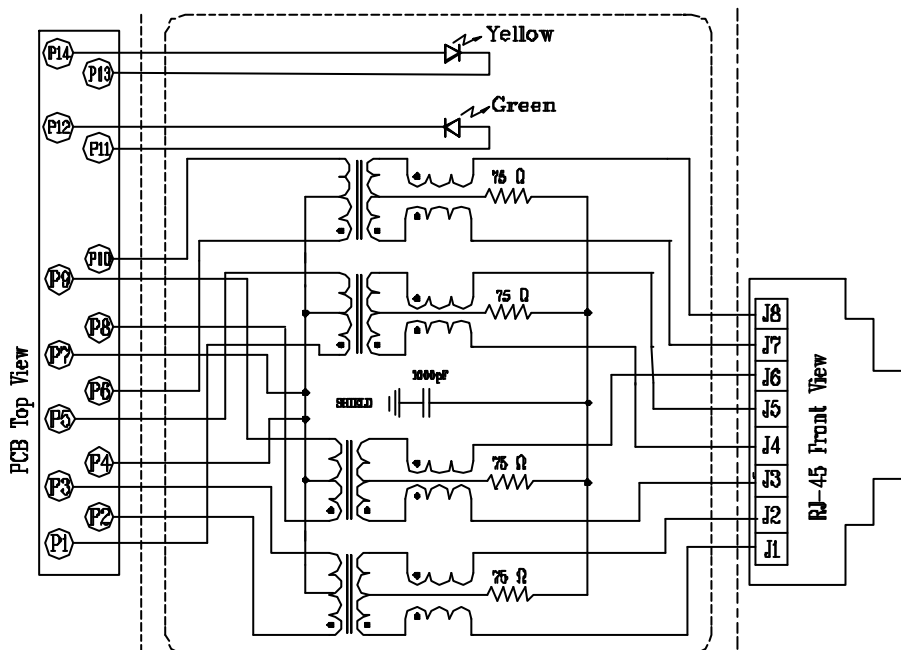 Yellow
P14
P13
Green
P12
P11
75 Ω
P10
P9
75 Ω
P8
J8
P7
J7
J6
1000pF
P6
SHIELD
J5
P5
J4
P4
75 Ω
J3
P3
J2
P2
P1
J1
75 Ω
PCB Top View
RJ-45 Front View